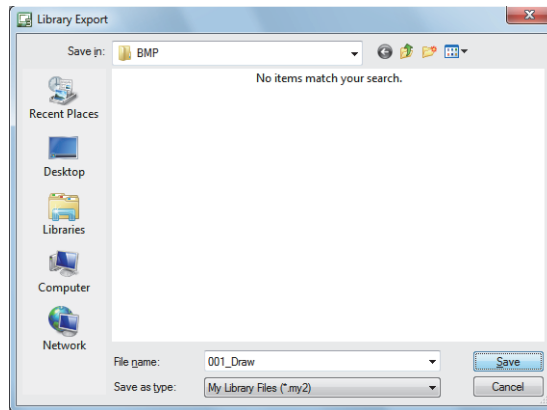 Library Export
Save in:
BMP
No items match your search.
Recent Places
Desktop
Libraries
Computer
Network
File name:
001_Draw
Save
Save as type:
My Library Files (*.my2)
Cancel